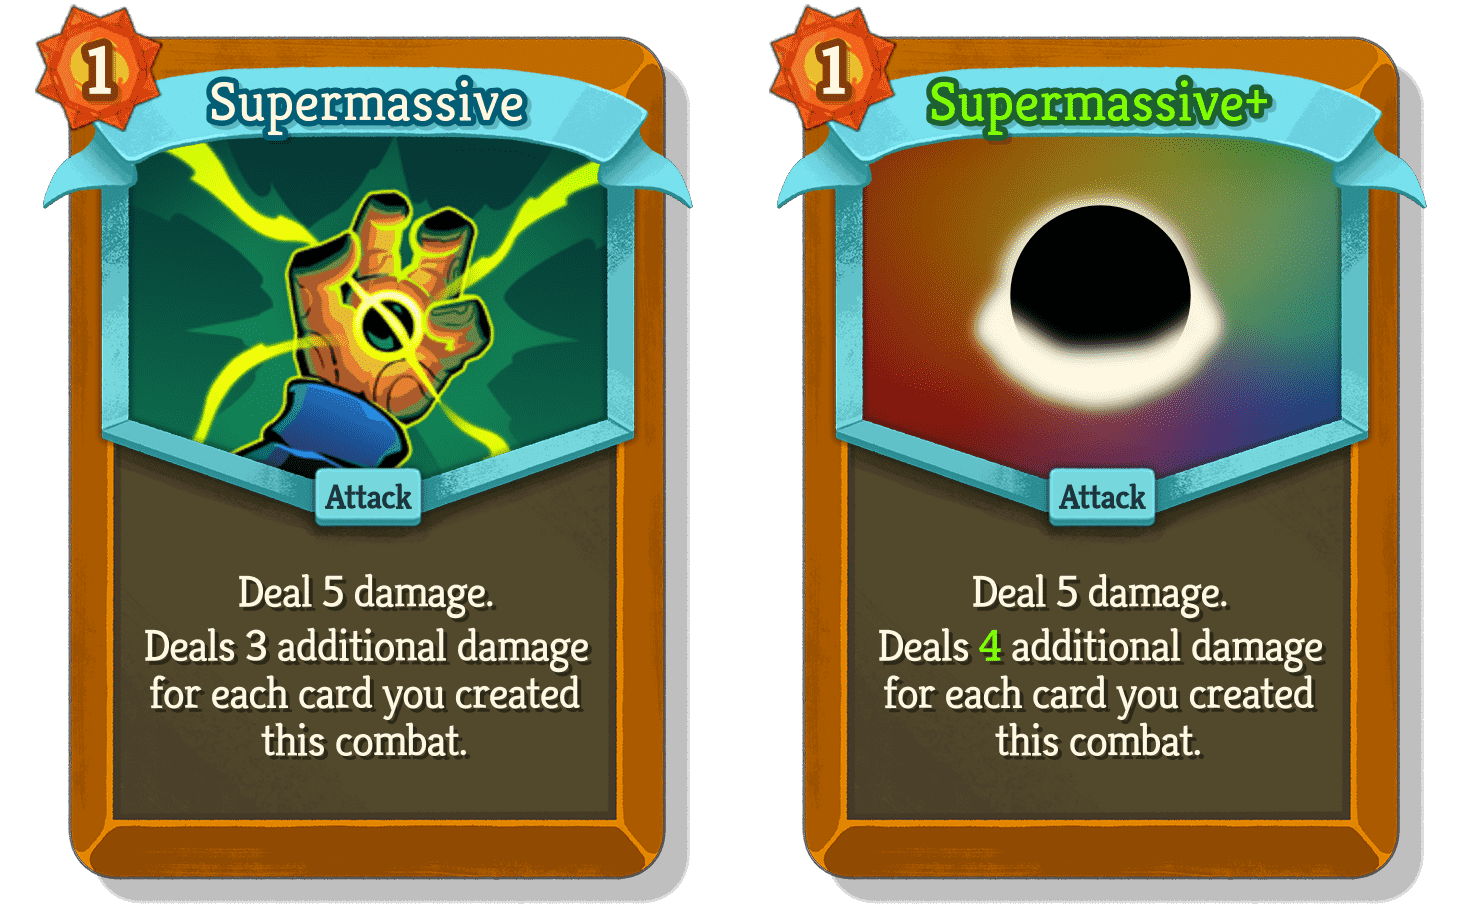 1
Supermassive
Attack
Deal 5 damage.
Deals 3 additional damage
for each card you created
this combat.
1
Supermassive+
Attack
Deal 5 damage.
Deals 4 additional damage
for each card you created
this combat.